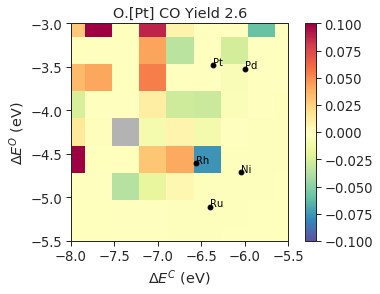 O.[Pt] CO Yield 2.6
ΔE^O (eV)
−3.0
−3.5
−4.0
−4.5
−5.0
−5.5
Pt
Pd
Rh
Ni
Ru
−8.0 −7.5 −7.0 −6.5 −6.0 −5.5
ΔE^C (eV)
0.100
0.075
0.050
0.025
0.000
−0.025
−0.050
−0.075
−0.100